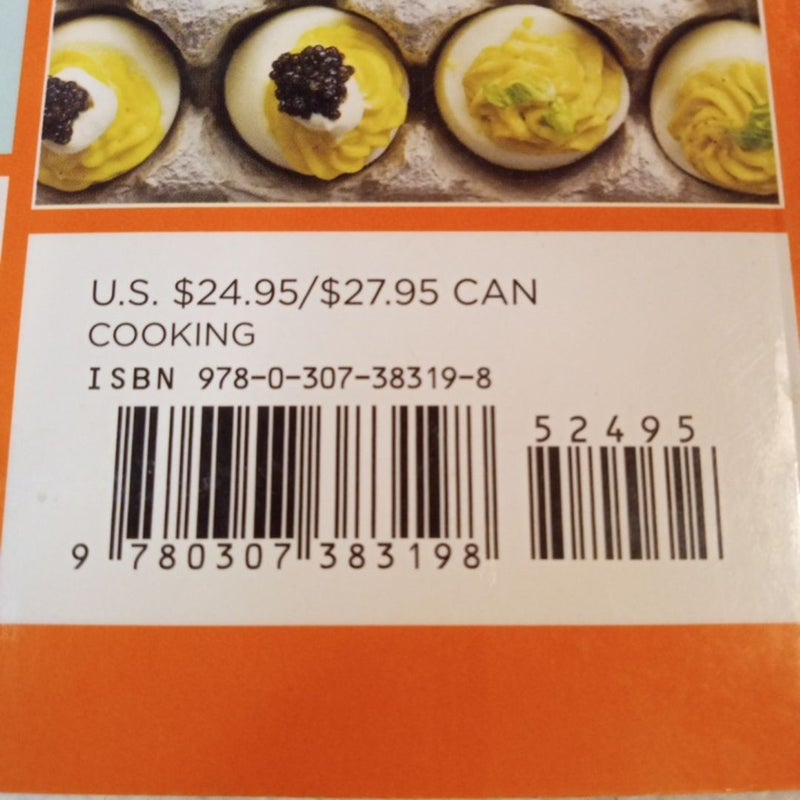 U.S. $24.95/$27.95 CAN
COOKING
ISBN 978-0-307-38319-8
52495
9 780307 383198